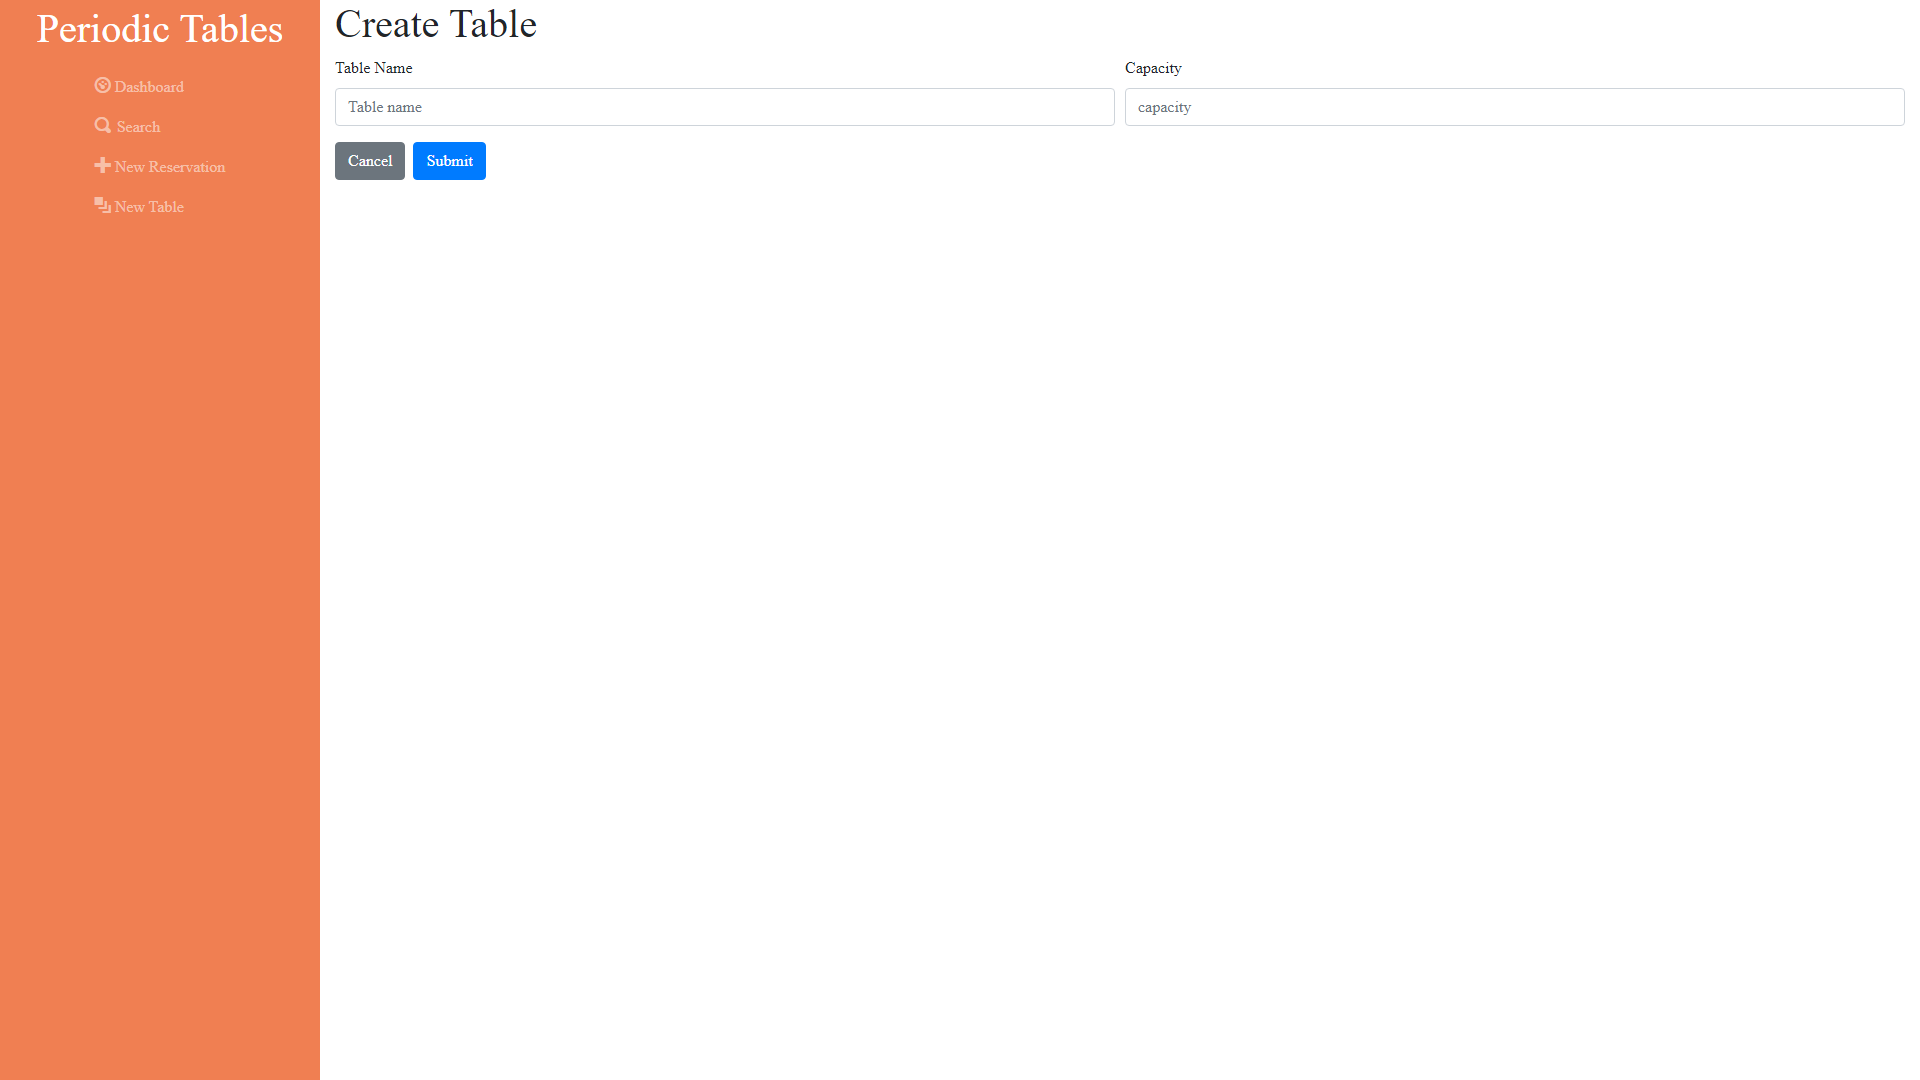 Periodic Tables
Dashboard
Search
New Reservation
New Table
Create Table
Table Name
Table name
Capacity
capacity
Cancel
Submit